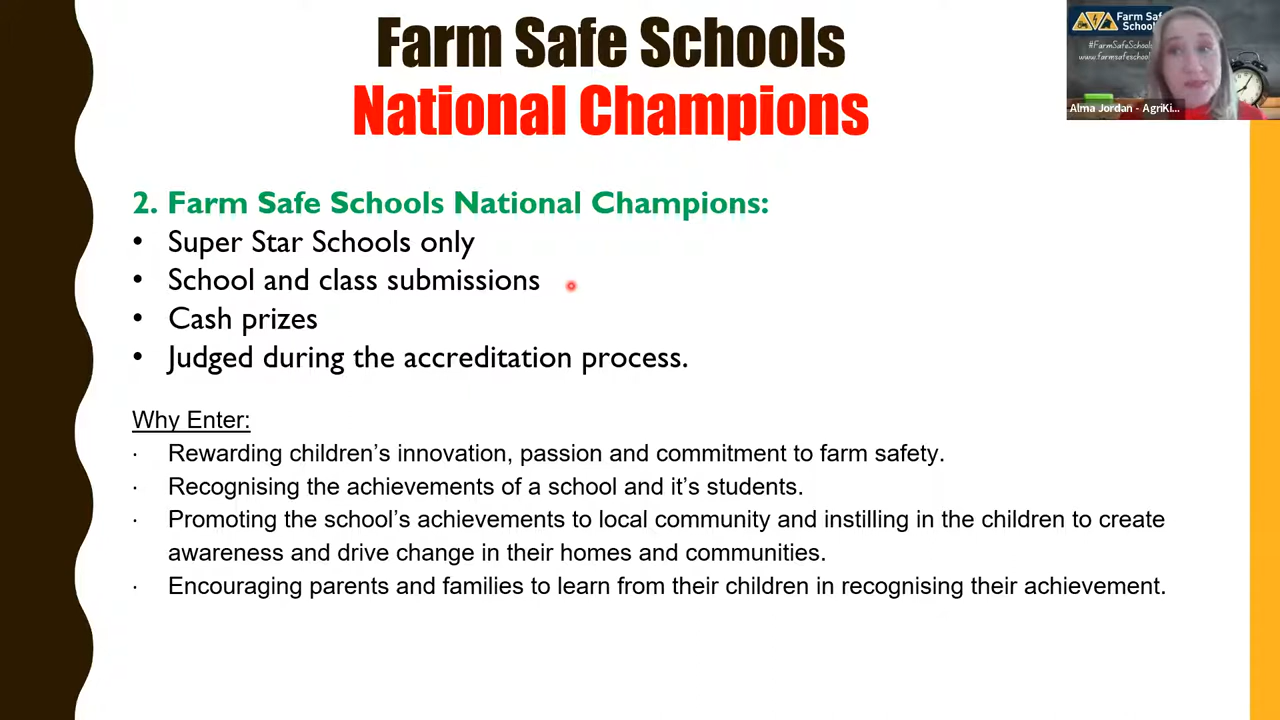 Farm Safe Schools
National Champions
Farm Safe
School
#FarmSafeSchools
www.farmsafeschool
Alma Jordan - AgriKi...
2. Farm Safe Schools National Champions:
• Super Star Schools only
• School and class submissions
• Cash prizes
• Judged during the accreditation process.
Why Enter:
· Rewarding children’s innovation, passion and commitment to farm safety.
· Recognising the achievements of a school and it’s students.
· Promoting the school’s achievements to local community and instilling in the children to create
awareness and drive change in their homes and communities.
· Encouraging parents and families to learn from their children in recognising their achievement.